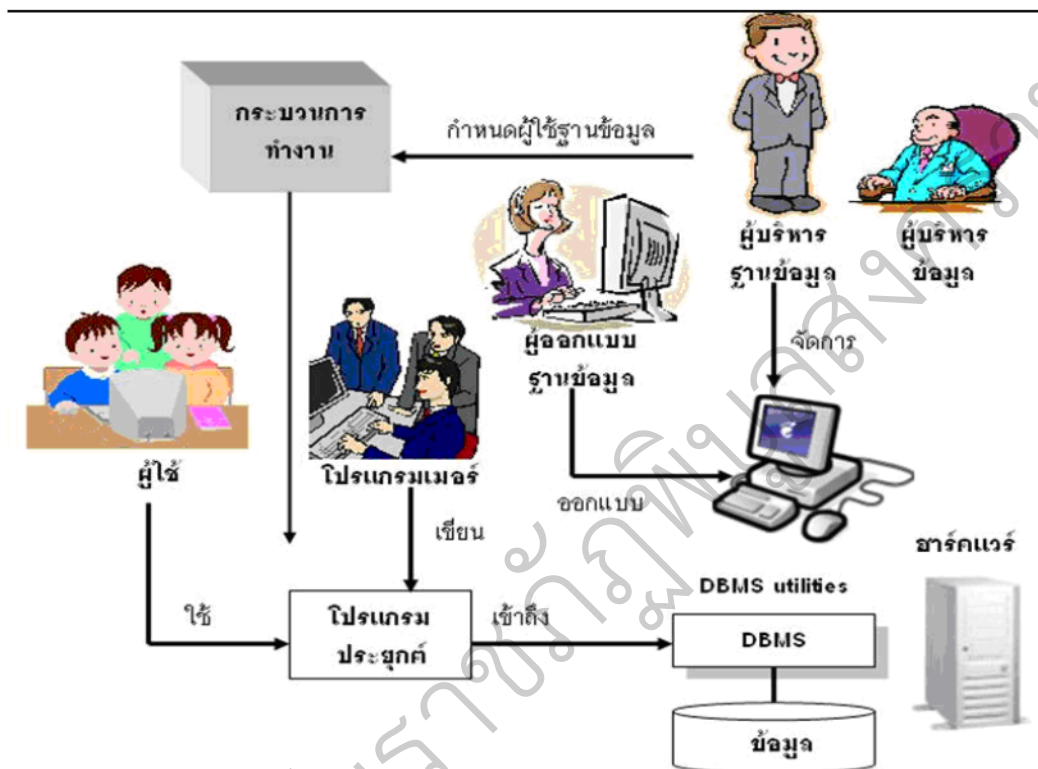 กระบวนการ
ทำงาน
กำหนดผู้ใช้ฐานข้อมูล
ผู้บริหาร
ฐานข้อมูล
ผู้บริหาร
ข้อมูล
ผู้ออกแบบ
ฐานข้อมูล
จัดการ
ผู้ใช้
โปรแกรมเมอร์
ออกแบบ
เขียน
ฮาร์ดแวร์
ใช้
โปรแกรม
ประยุกต์
เข้าถึง
DBMS utilities
DBMS
ข้อมูล